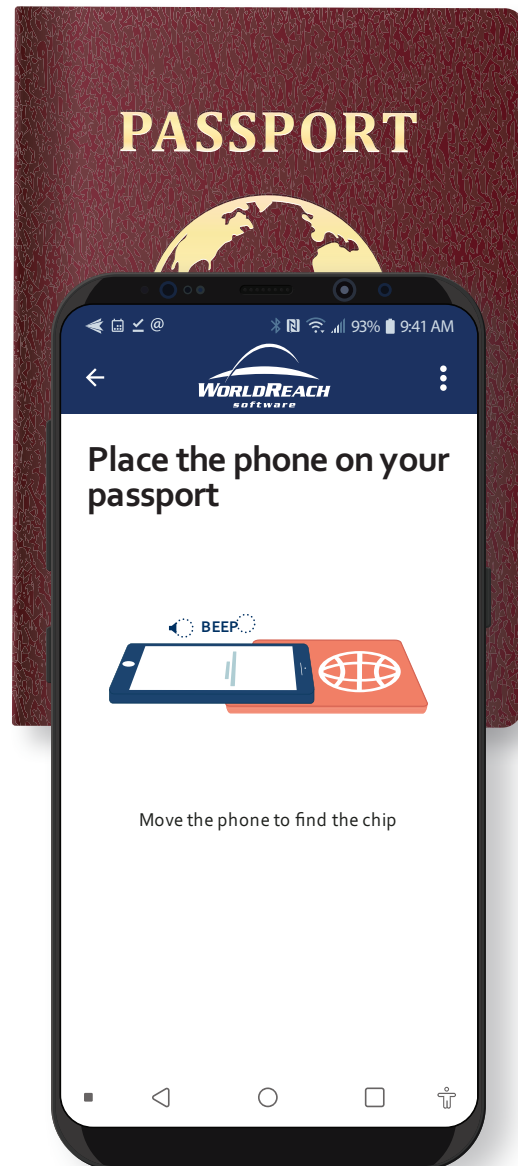 PASSPORT
@ 93% 9:41 AM
WORLDREACH
software
Place the phone on your
passport
BEEP
Move the phone to find the chip